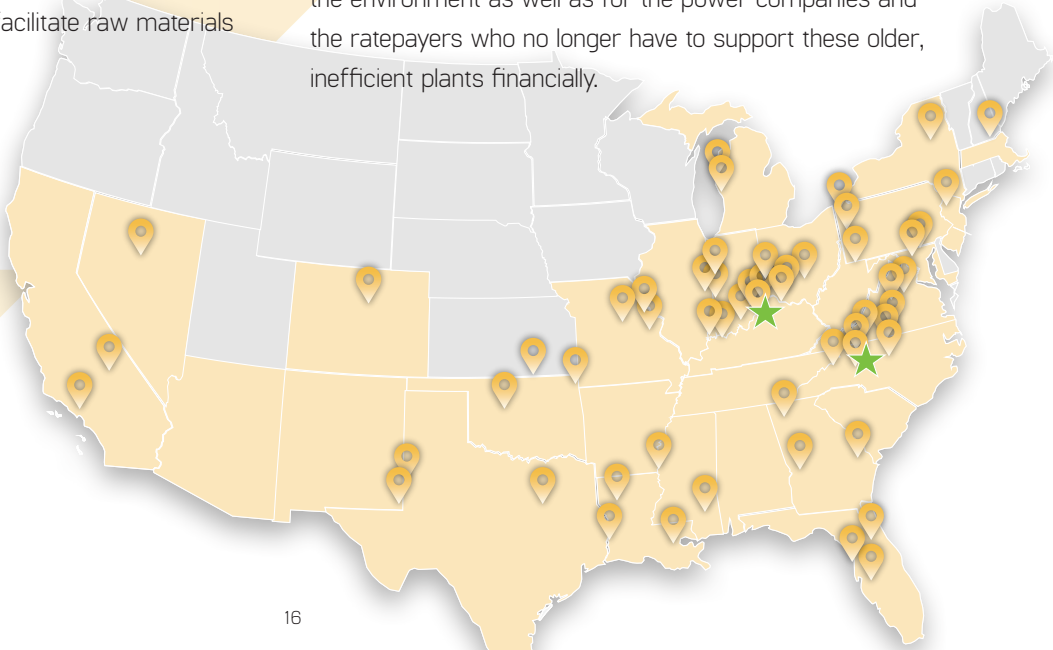 facilitate raw materials
the environment as well as for the power companies and
the ratepayers who no longer have to support these older,
inefficient plants financially.
16